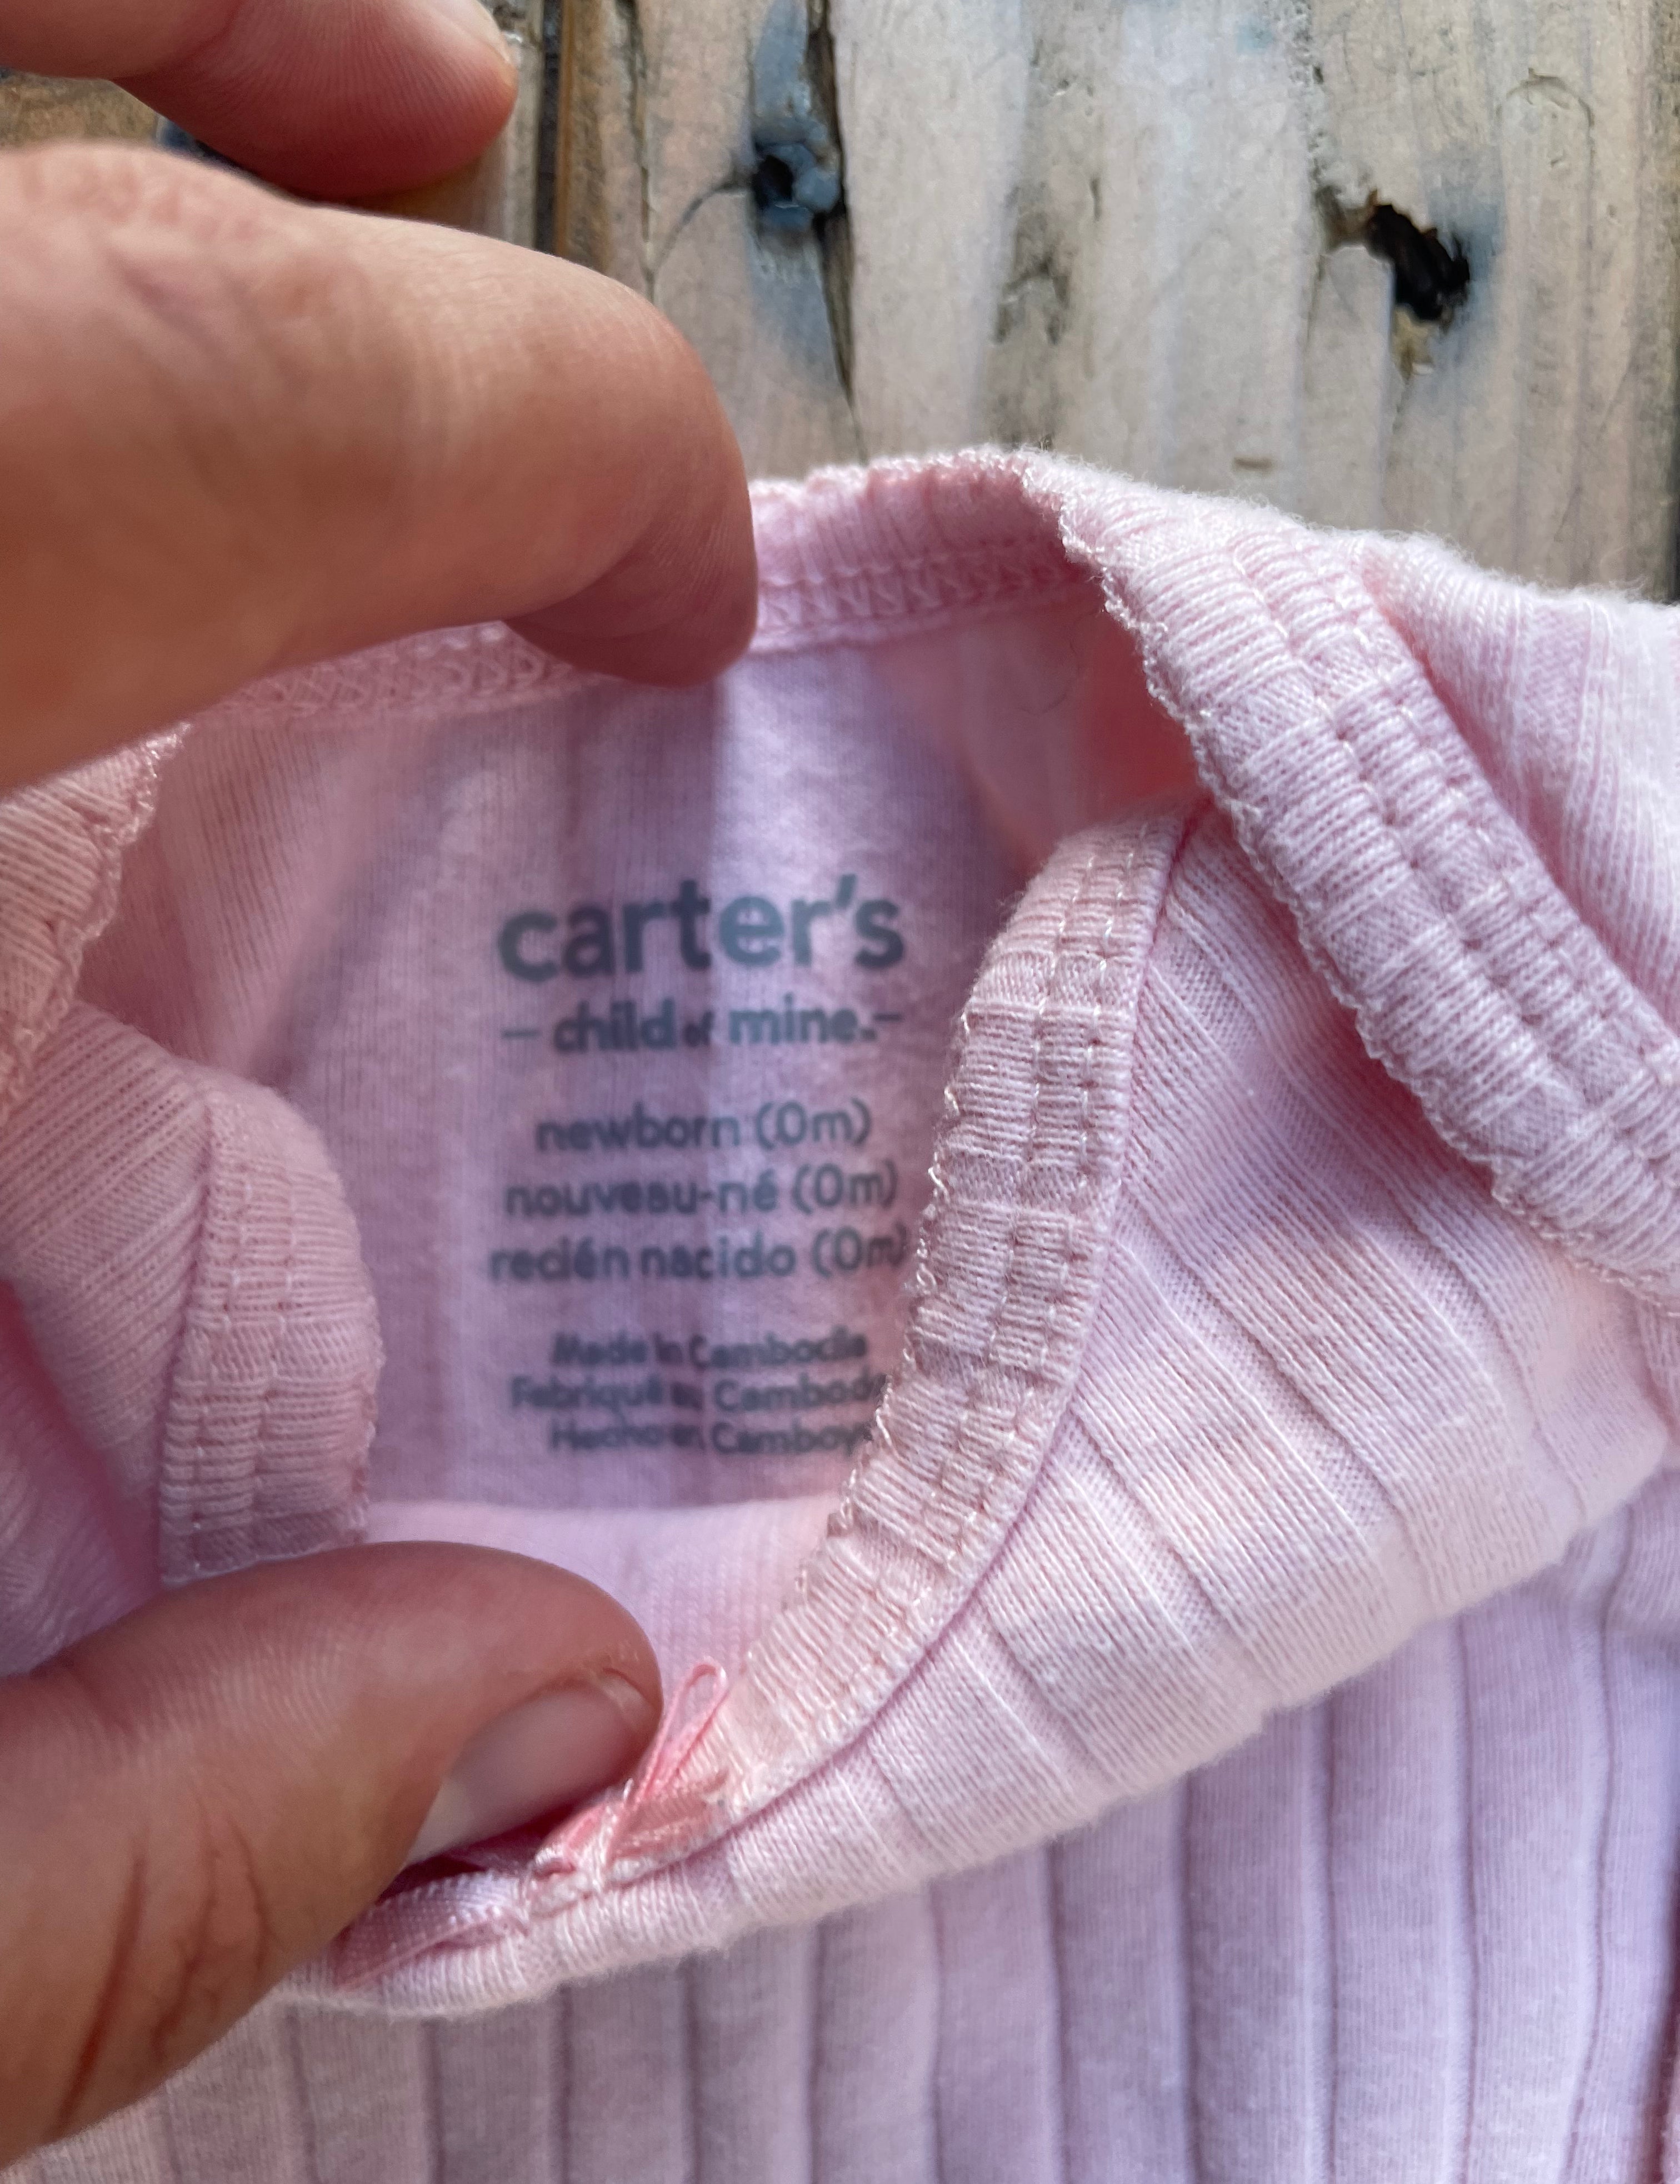 carter's
– child of mine.–
newborn (0m)
nouveau-né (0m)
recién nacido (0m)
Made in Cambodia
Fabriqué au Cambodge
Hecho en Camboya